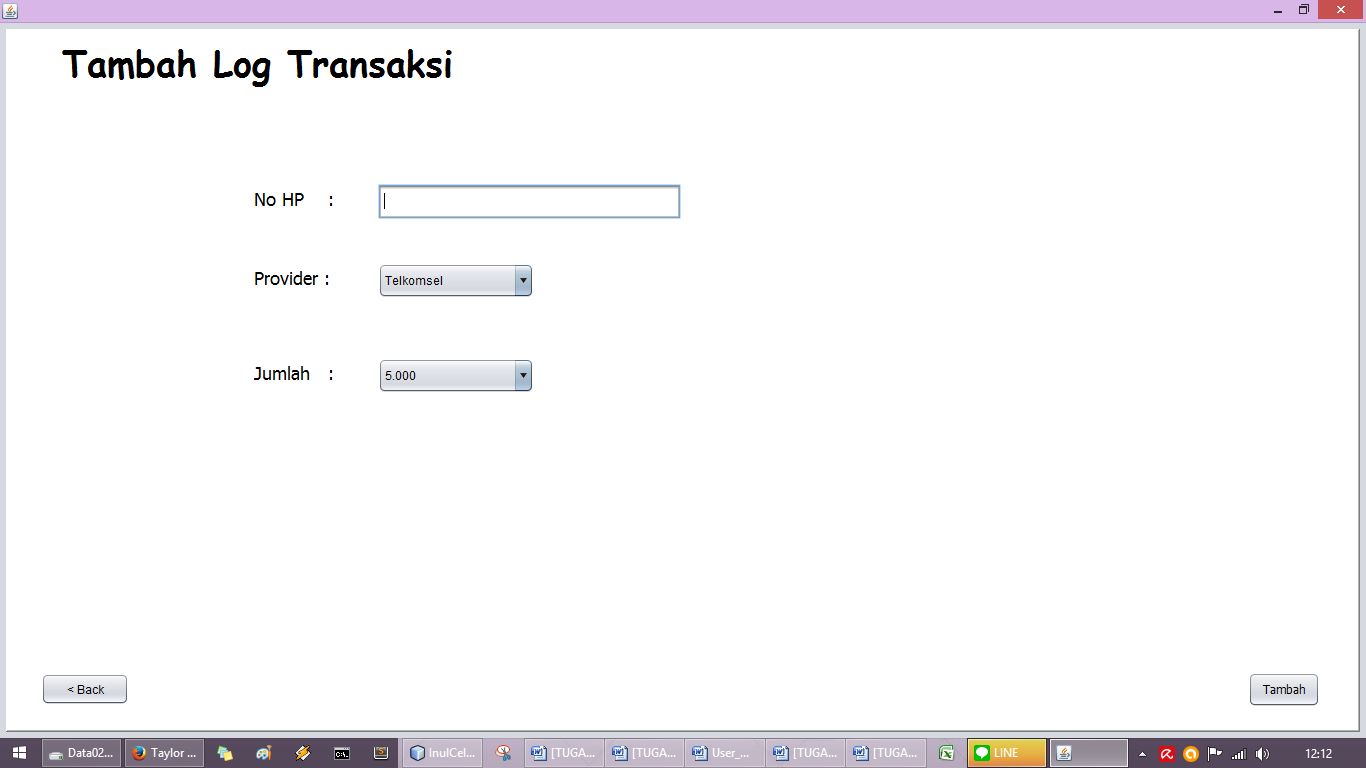 Tambah Log Transaksi
No HP :
Provider : Telkomsel
Jumlah : 5.000
< Back
Tambah
Data02... Taylor ... InulCel... [TUGA... [TUGA... User_... [TUGA... [TUGA... LINE 12:12